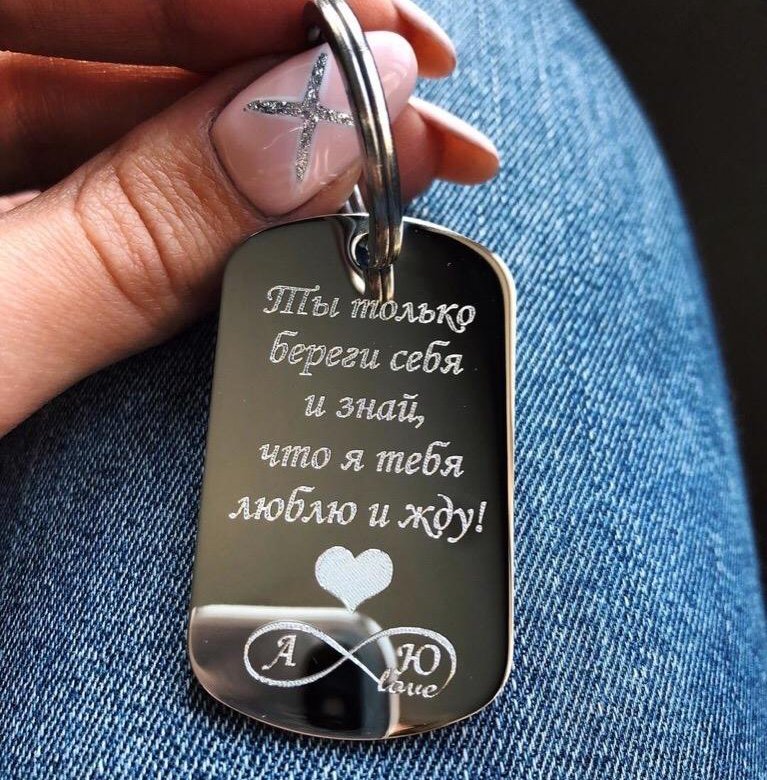 Ты только
береги себя
и знай,
что я тебя
люблю и жду!
А Ю
love